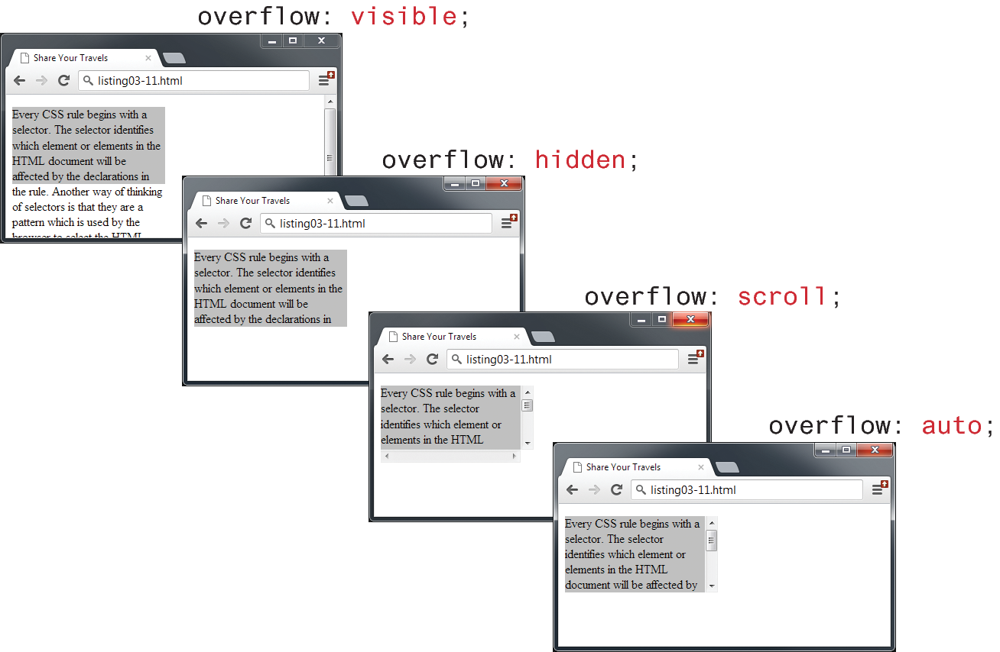 overflow: visible;
Share Your Travels
listing03-11.html
Every CSS rule begins with a
selector. The selector identifies
which element or elements in the
HTML document will be
affected by the declarations in
the rule. Another way of thinking
of selectors is that they are a
pattern which is used by the
browser to select the HTML
overflow: hidden;
Share Your Travels
listing03-11.html
Every CSS rule begins with a
selector. The selector identifies
which element or elements in the
HTML document will be
affected by the declarations in
overflow: scroll;
Share Your Travels
listing03-11.html
Every CSS rule begins with a
selector. The selector
identifies which element or
elements in the HTML
overflow: auto;
Share Your Travels
listing03-11.html
Every CSS rule begins with a
selector. The selector
identifies which element or
elements in the HTML
document will be affected by